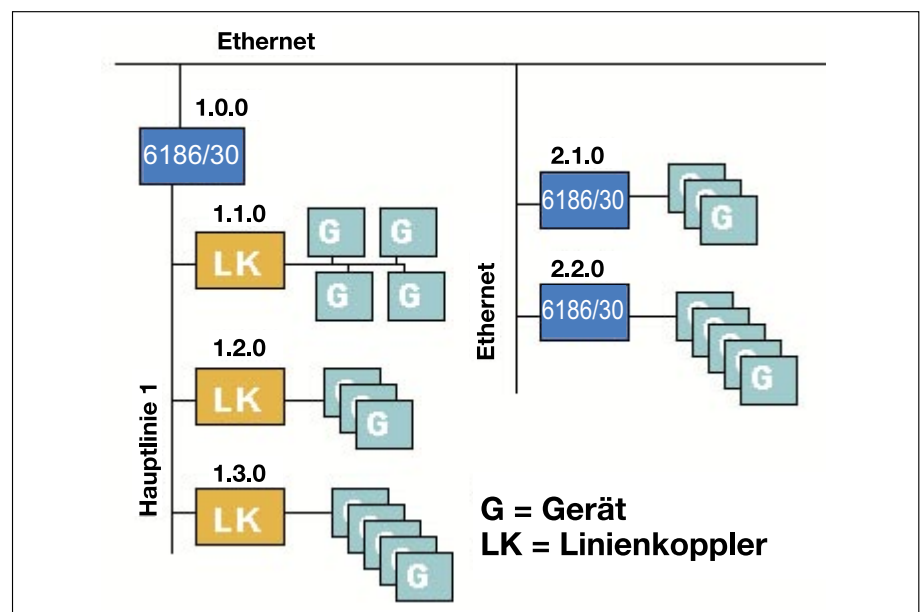 Ethernet
1.0.0
6186/30
1.1.0
LK
G
G
G
G
1.2.0
LK
G
1.3.0
LK
G
Hauptlinie 1
2.1.0
6186/30
G
2.2.0
6186/30
G
Ethernet
G = Gerät
LK = Linienkoppler